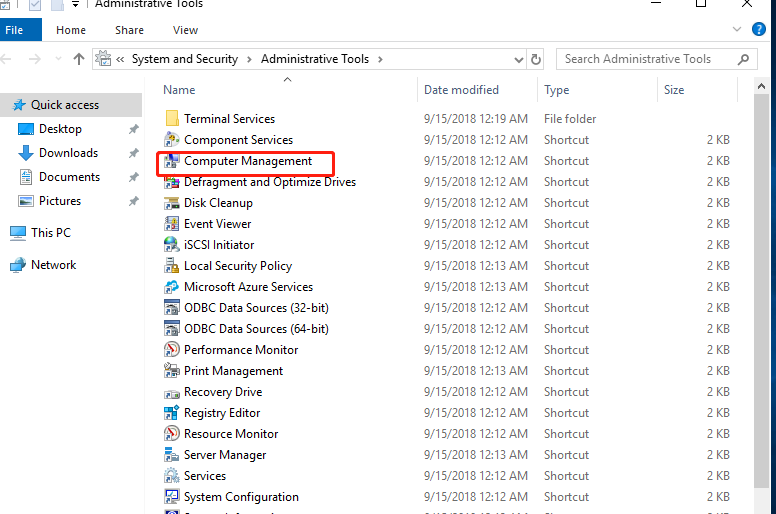 Administrative Tools
File Home Share View
« System and Security > Administrative Tools > Search Administrative Tools
Name Date modified Type Size
Quick access
Desktop
Downloads
Documents
Pictures
This PC
Network
Terminal Services 9/15/2018 12:19 AM File folder
Component Services 9/15/2018 12:12 AM Shortcut 2 KB
Computer Management 9/15/2018 12:12 AM Shortcut 2 KB
Defragment and Optimize Drives 9/15/2018 12:12 AM Shortcut 2 KB
Disk Cleanup 9/15/2018 12:12 AM Shortcut 2 KB
Event Viewer 9/15/2018 12:12 AM Shortcut 2 KB
iSCSI Initiator 9/15/2018 12:12 AM Shortcut 2 KB
Local Security Policy 9/15/2018 12:13 AM Shortcut 2 KB
Microsoft Azure Services 9/15/2018 12:13 AM Shortcut 2 KB
ODBC Data Sources (32-bit) 9/15/2018 12:12 AM Shortcut 2 KB
ODBC Data Sources (64-bit) 9/15/2018 12:12 AM Shortcut 2 KB
Performance Monitor 9/15/2018 12:12 AM Shortcut 2 KB
Print Management 9/15/2018 12:13 AM Shortcut 2 KB
Recovery Drive 9/15/2018 12:12 AM Shortcut 2 KB
Registry Editor 9/15/2018 12:12 AM Shortcut 2 KB
Resource Monitor 9/15/2018 12:12 AM Shortcut 2 KB
Server Manager 9/15/2018 12:13 AM Shortcut 2 KB
Services 9/15/2018 12:12 AM Shortcut 2 KB
System Configuration 9/15/2018 12:12 AM Shortcut 2 KB